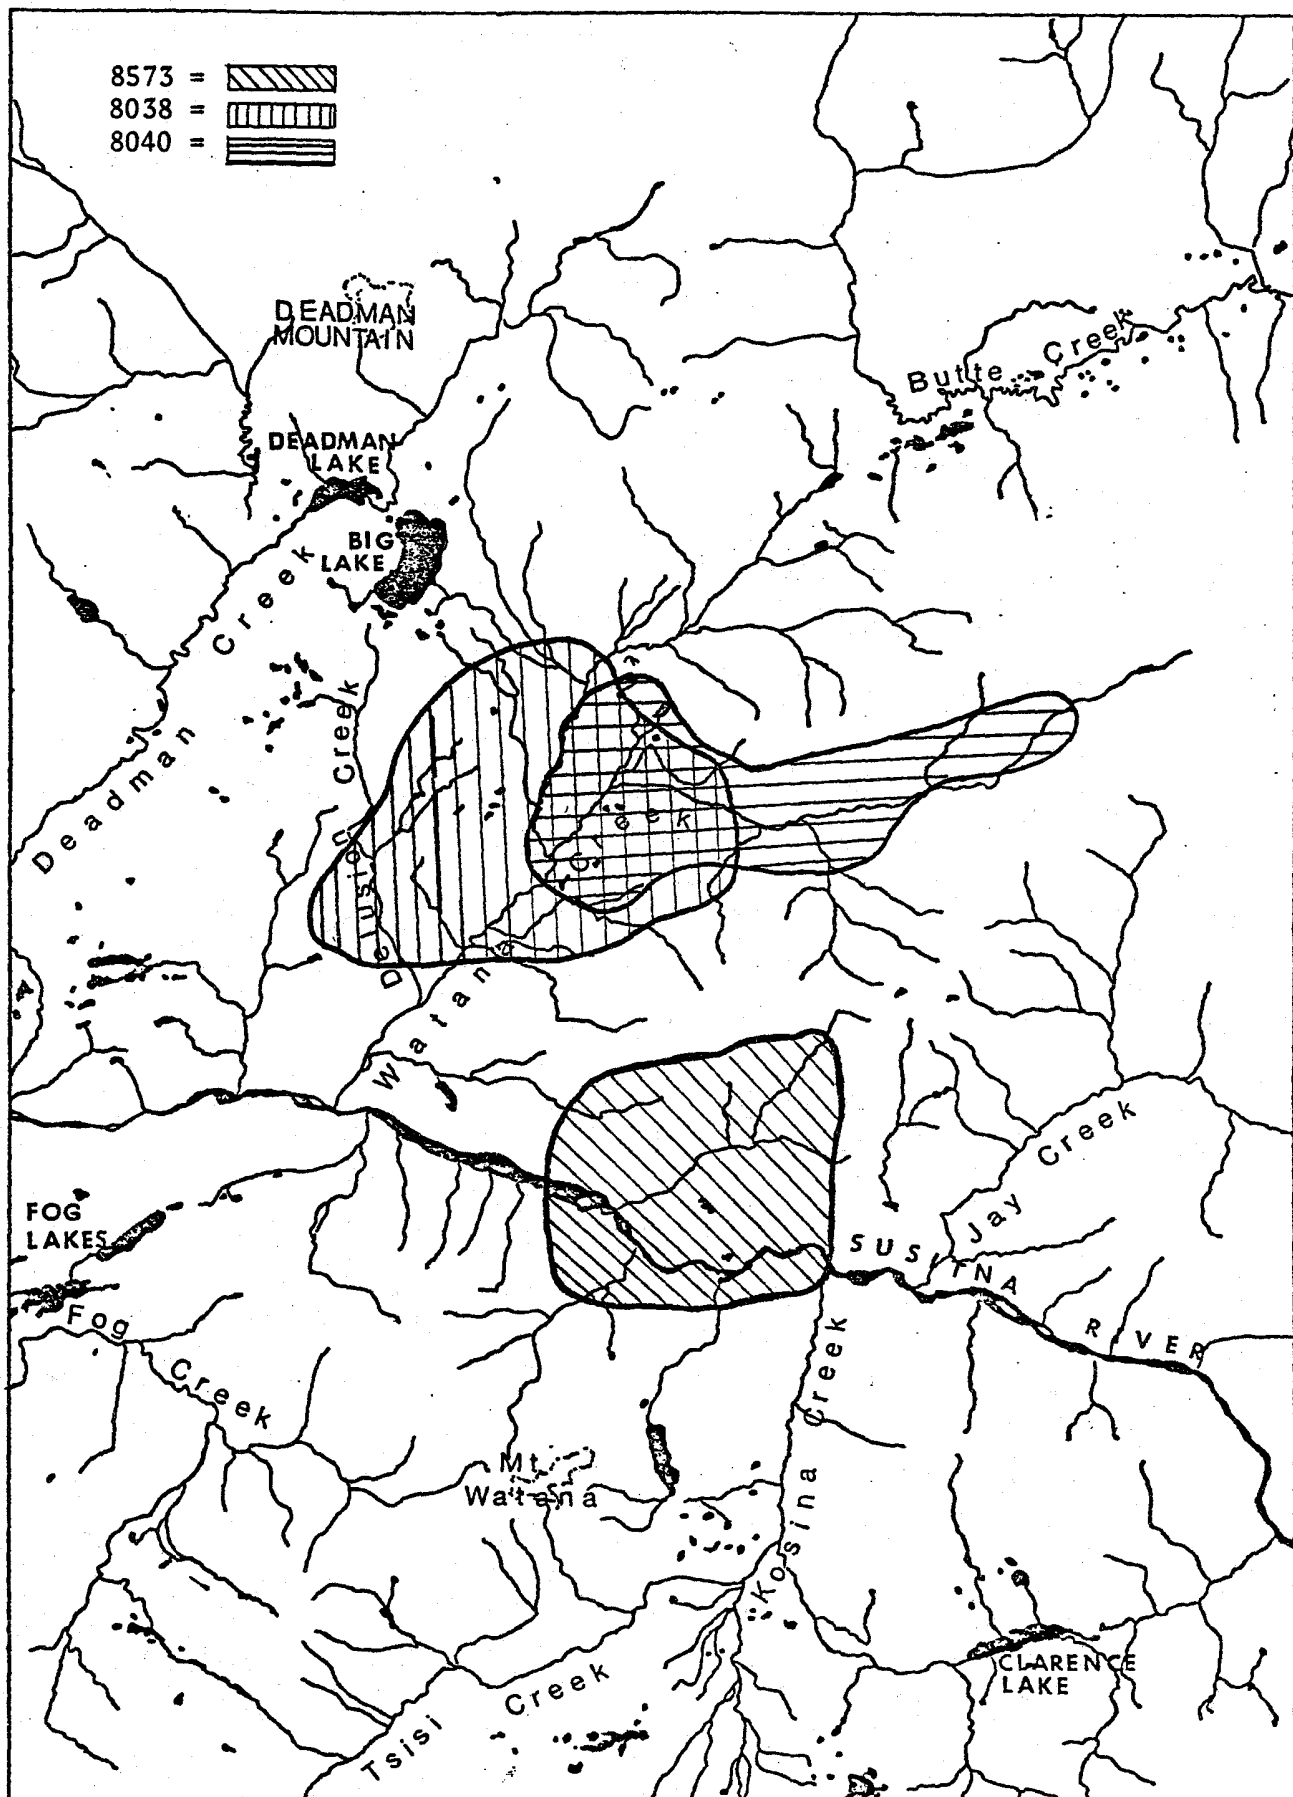 8573 =
8038 =
8040 =
DEADMAN
MOUNTAIN
Butte Creek
DEADMAN
LAKE
BIG
LAKE
Deadman Creek
Delusion Creek
Watana Creek
Jay Creek
FOG
LAKES
SUSITNA RIVER
Fog Creek
Kosina Creek
Mt.
Watana
CLARENCE
LAKE
Tsisi Creek